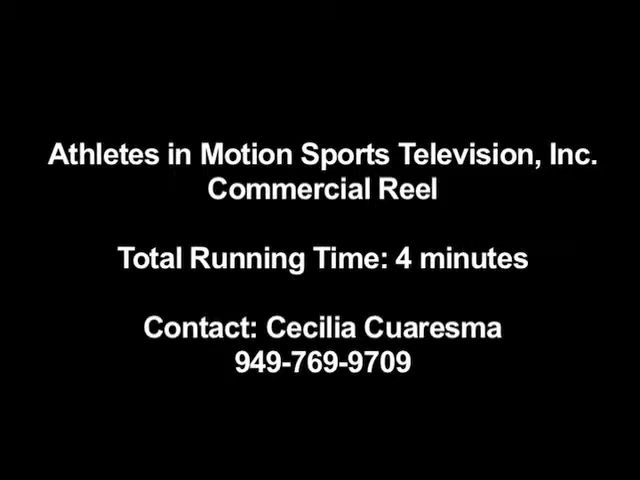 Athletes in Motion Sports Television, Inc.
Commercial Reel
Total Running Time: 4 minutes
Contact: Cecilia Cuaresma
949-769-9709